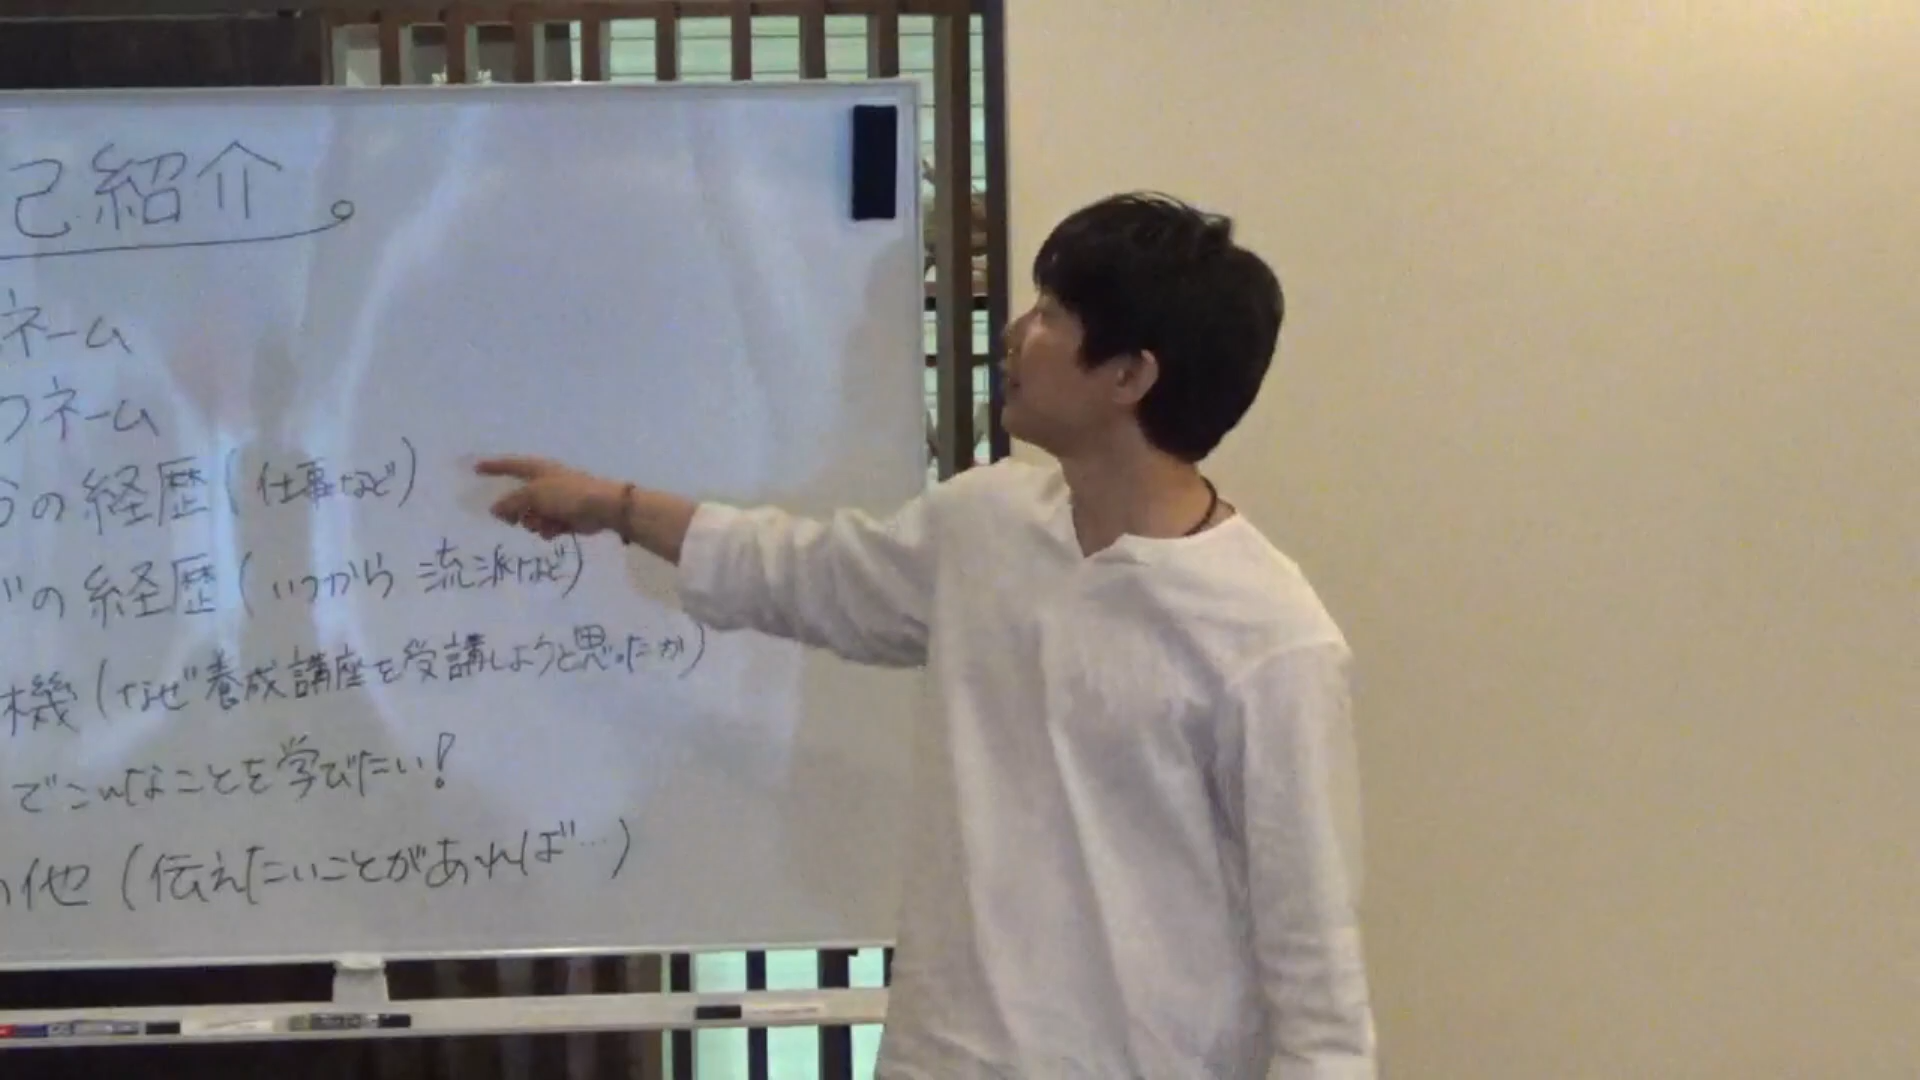 己紹介
ネーム
クネーム
分の経歴(仕事など)
の経歴(いつから 流派など)
機(なぜ養成講座を受講しようと思ったか)
でこんなことを学びたい!
の他(伝えたいことがあれば…)